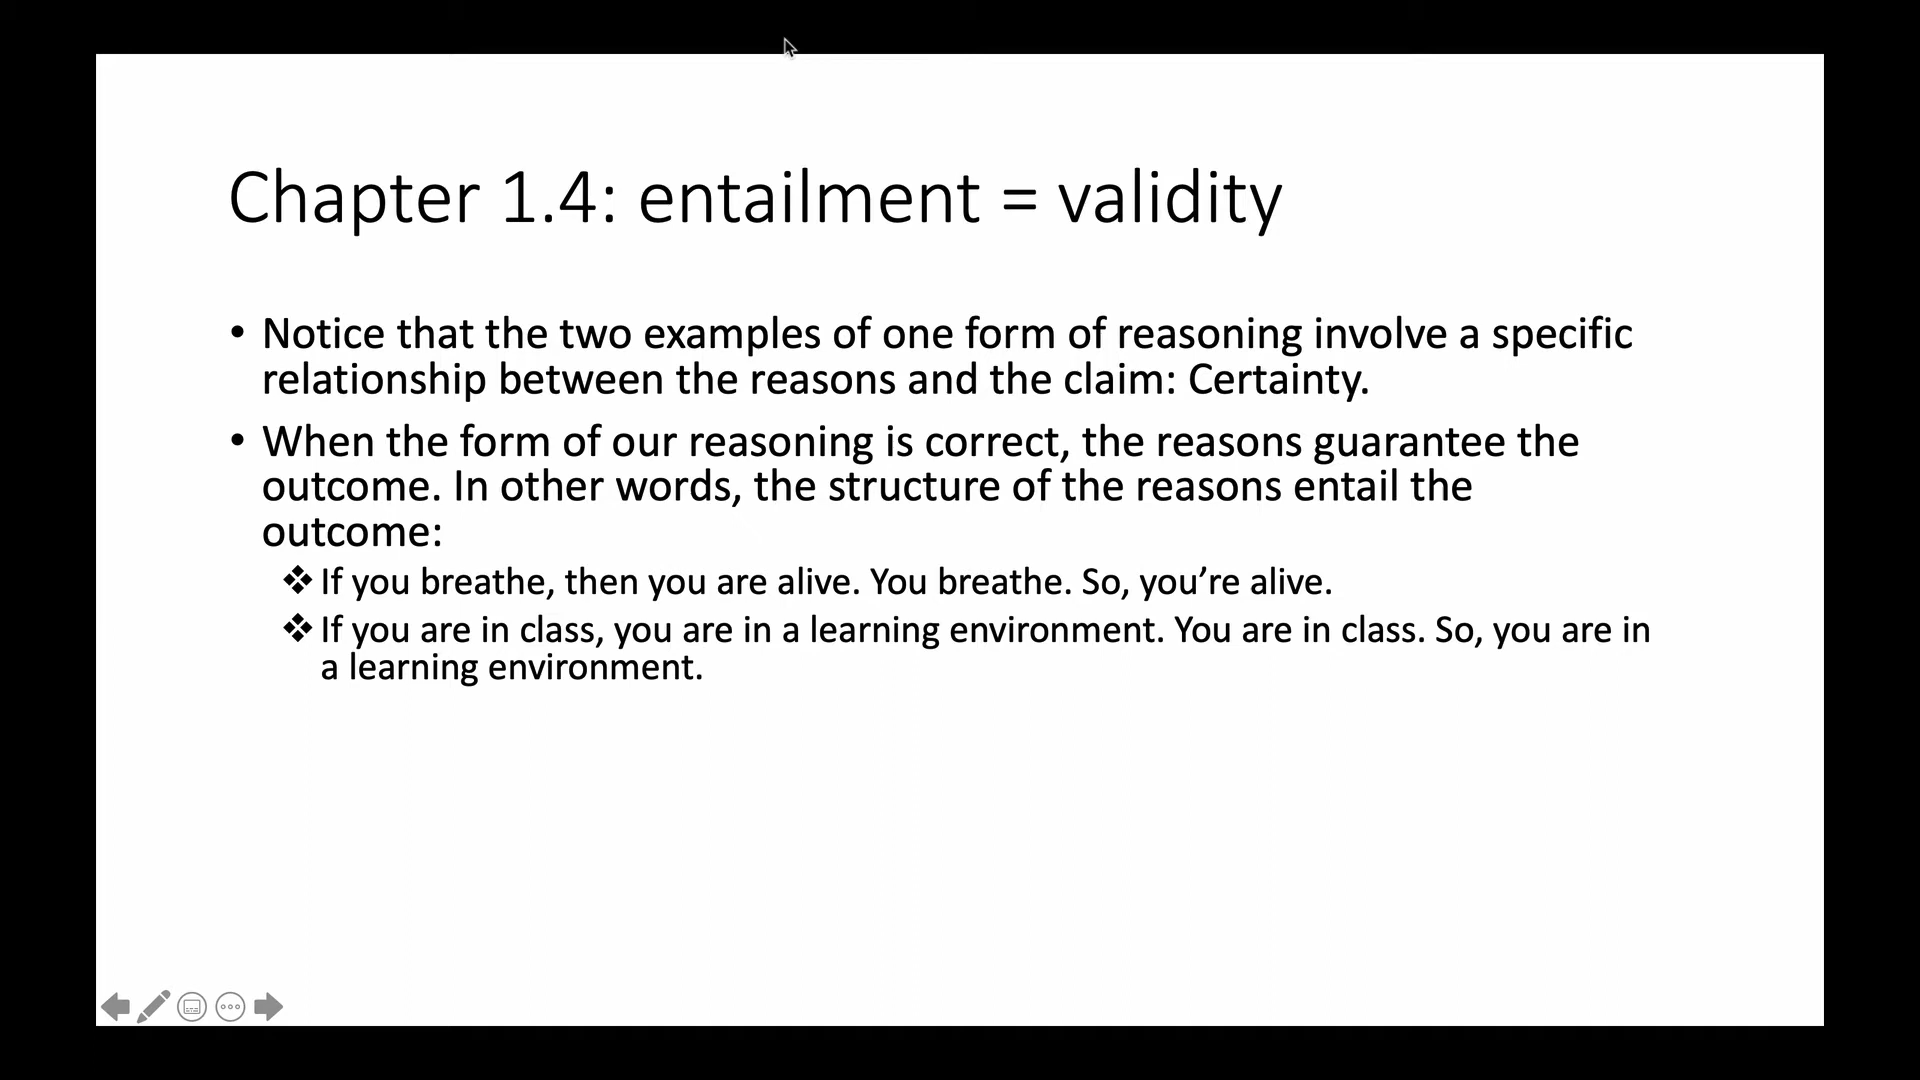 Chapter 1.4: entailment = validity
• Notice that the two examples of one form of reasoning involve a specific
relationship between the reasons and the claim: Certainty.
• When the form of our reasoning is correct, the reasons guarantee the
outcome. In other words, the structure of the reasons entail the
outcome:
❖ If you breathe, then you are alive. You breathe. So, you’re alive.
❖ If you are in class, you are in a learning environment. You are in class. So, you are in
a learning environment.